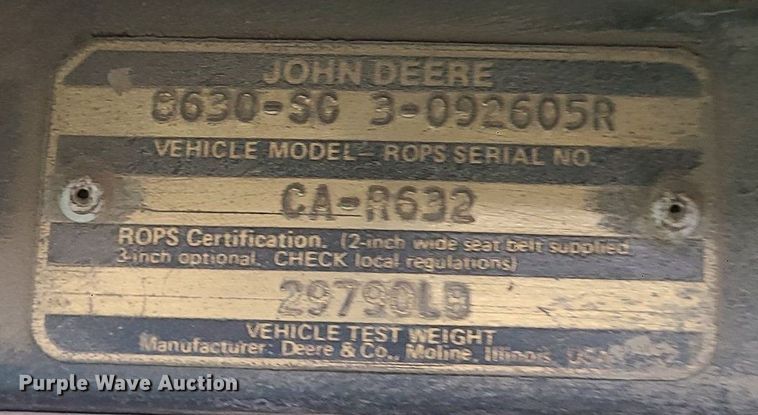 JOHN DEERE
8630-SG 3-092605R
VEHICLE MODEL- ROPS SERIAL NO.
CA-R632
ROPS Certification. (2-inch wide seat belt supplied
3-inch optional. CHECK local regulations)
29790LB
VEHICLE TEST WEIGHT
Manufacturer: Deere & Co., Moline, Illinois, USA
Purple Wave Auction